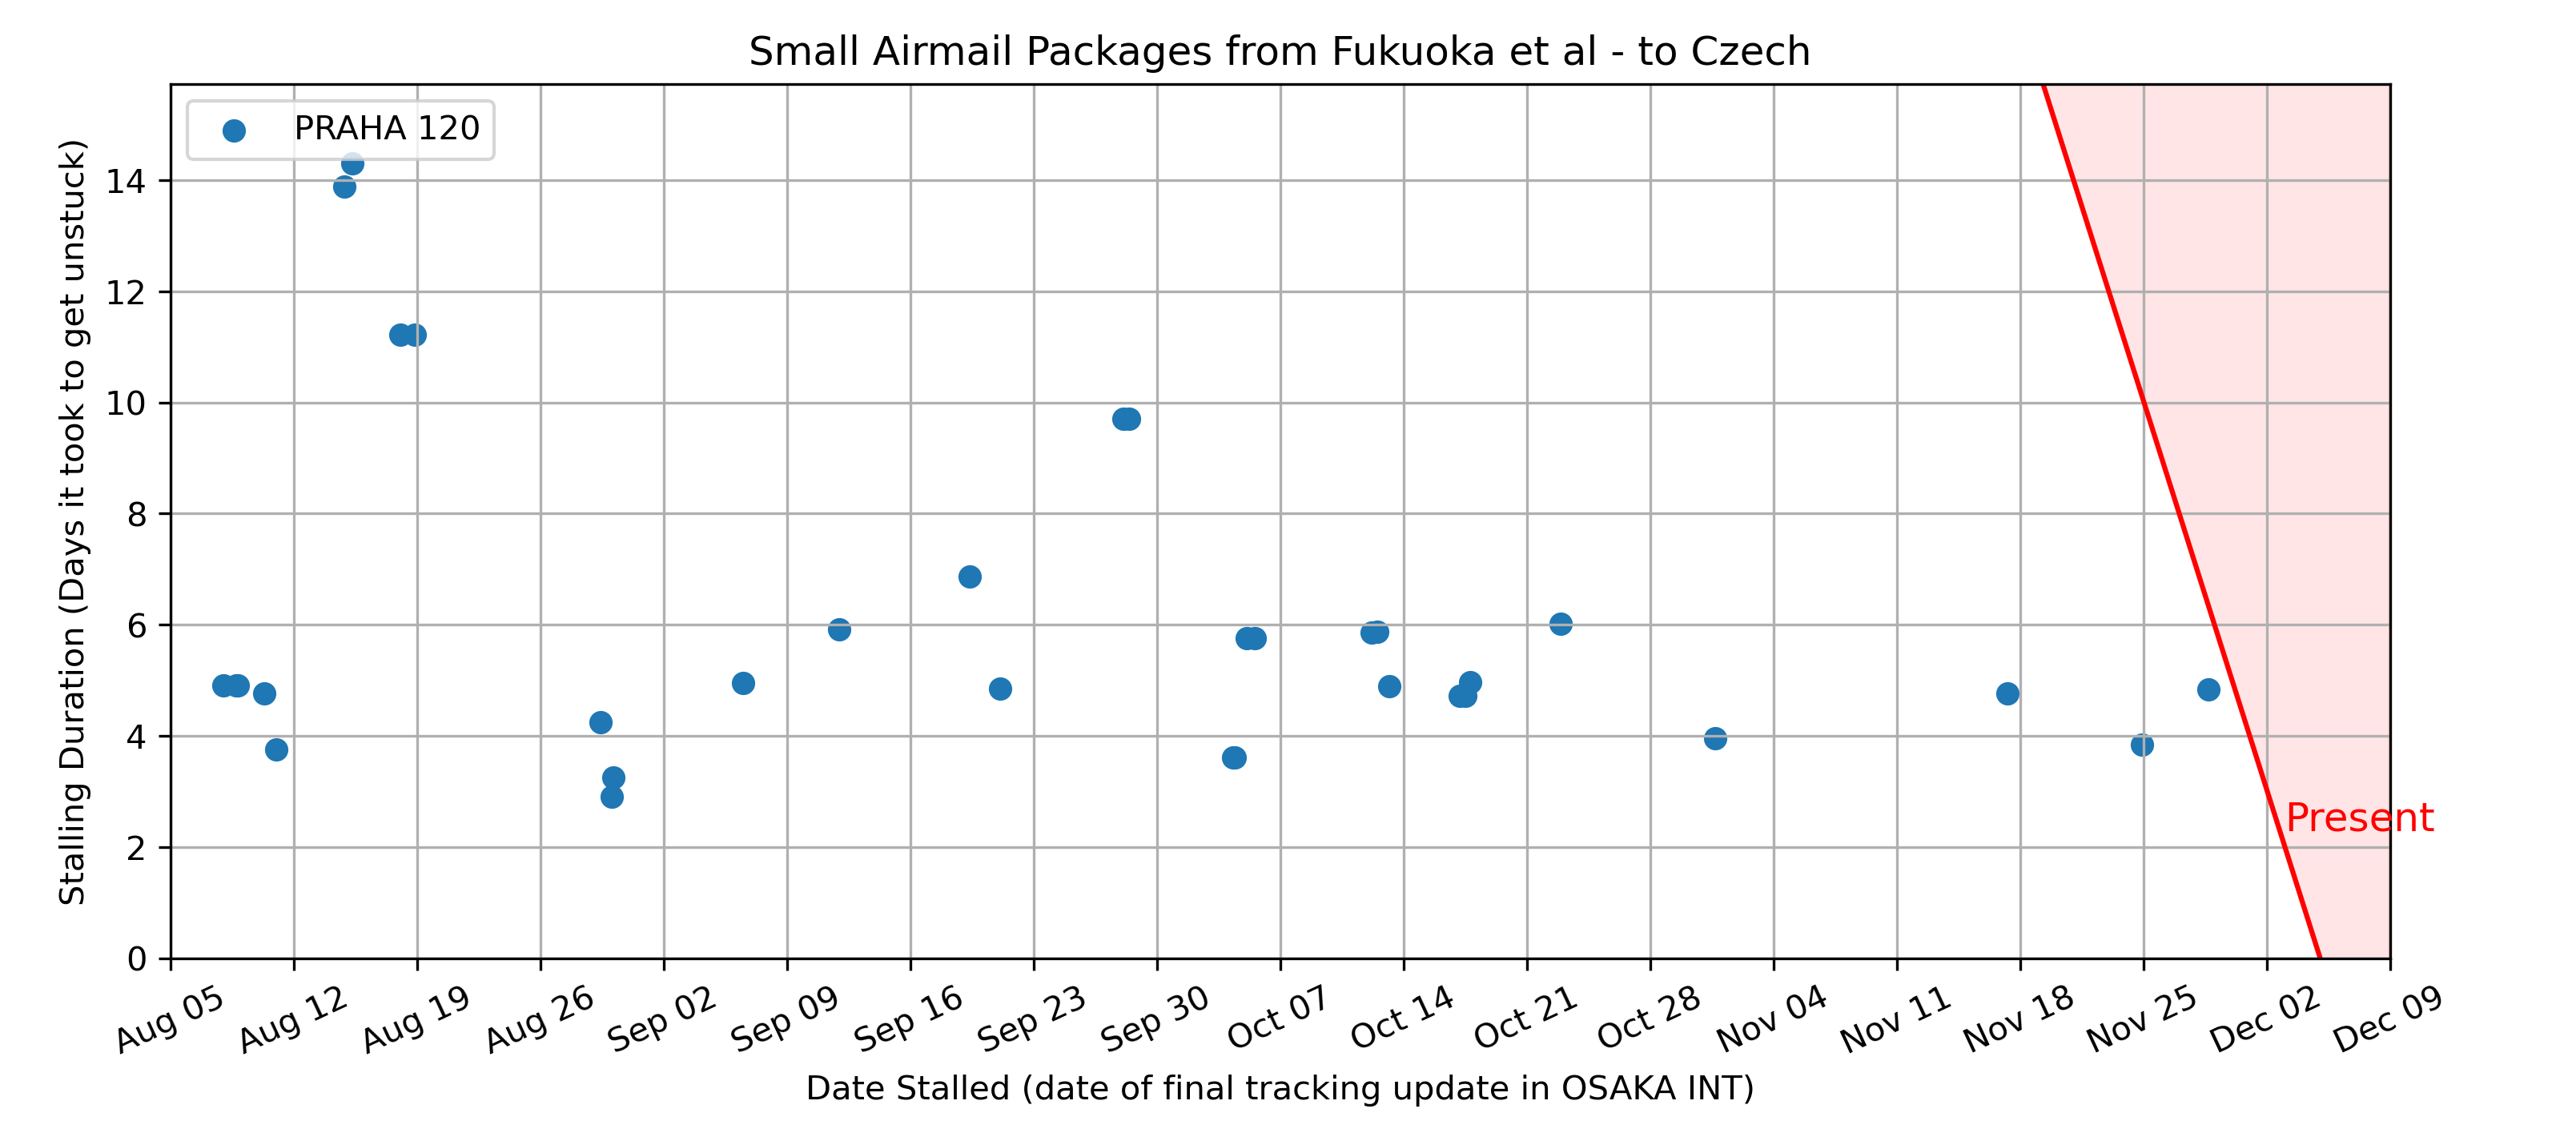 Small Airmail Packages from Fukuoka et al - to Czech
PRAHA 120
Stalling Duration (Days it took to get unstuck)
14
12
10
8
6
4
2
0
Present
Aug 05
Aug 12
Aug 19
Aug 26
Sep 02
Sep 09
Sep 16
Sep 23
Sep 30
Oct 07
Oct 14
Oct 21
Oct 28
Nov 04
Nov 11
Nov 18
Nov 25
Dec 02
Dec 09
Date Stalled (date of final tracking update in OSAKA INT)